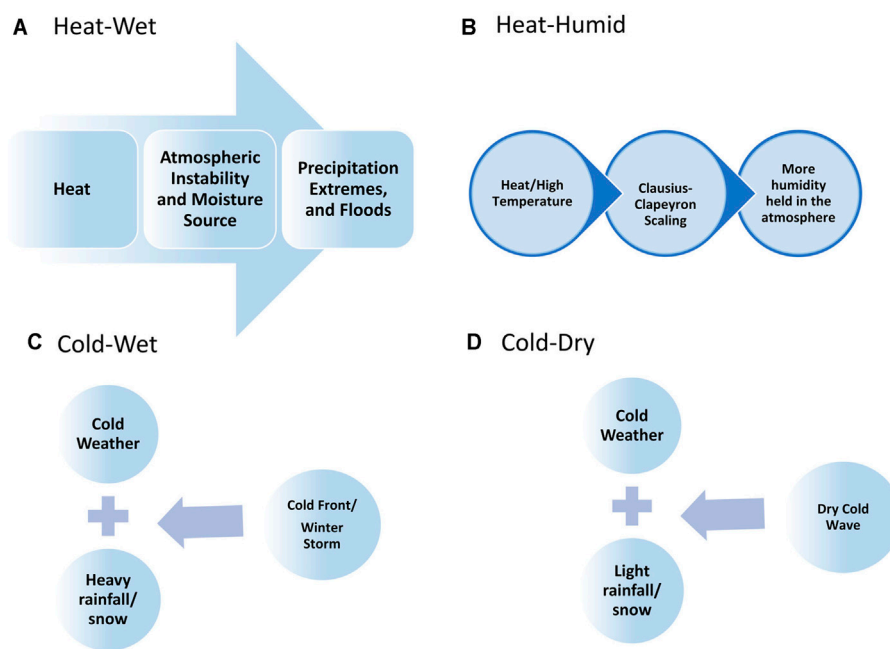 A Heat-Wet
Heat
Atmospheric
Instability
and Moisture
Source
Precipitation
Extremes,
and Floods
B Heat-Humid
Heat/High
Temperature
Clausius-
Clapeyron
Scaling
More
humidity
held in the
atmosphere
C Cold-Wet
Cold
Weather
Heavy
rainfall/
snow
Cold Front/
Winter
Storm
D Cold-Dry
Cold
Weather
Light
rainfall/
snow
Dry Cold
Wave